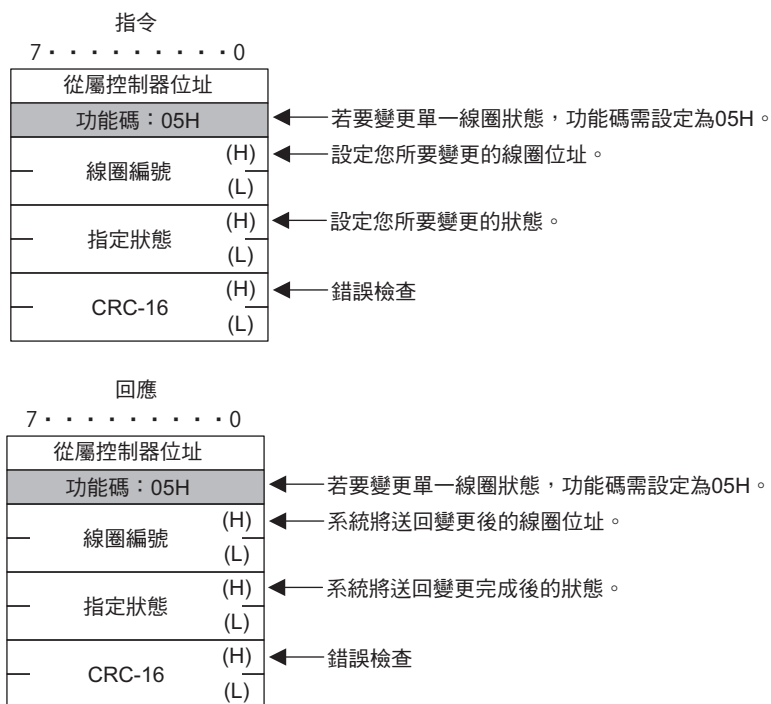 指令
7‧‧‧‧‧‧‧‧‧0
從屬控制器位址
功能碼：05H
若要變更單一線圈狀態，功能碼需設定為05H。
線圈編號
(H)
(L)
設定您所要變更的線圈位址。
指定狀態
(H)
(L)
設定您所要變更的狀態。
CRC-16
(H)
(L)
錯誤檢查
回應
7‧‧‧‧‧‧‧‧‧0
從屬控制器位址
功能碼：05H
若要變更單一線圈狀態，功能碼需設定為05H。
線圈編號
(H)
(L)
系統將送回變更後的線圈位址。
指定狀態
(H)
(L)
系統將送回變更完成後的狀態。
CRC-16
(H)
(L)
錯誤檢查